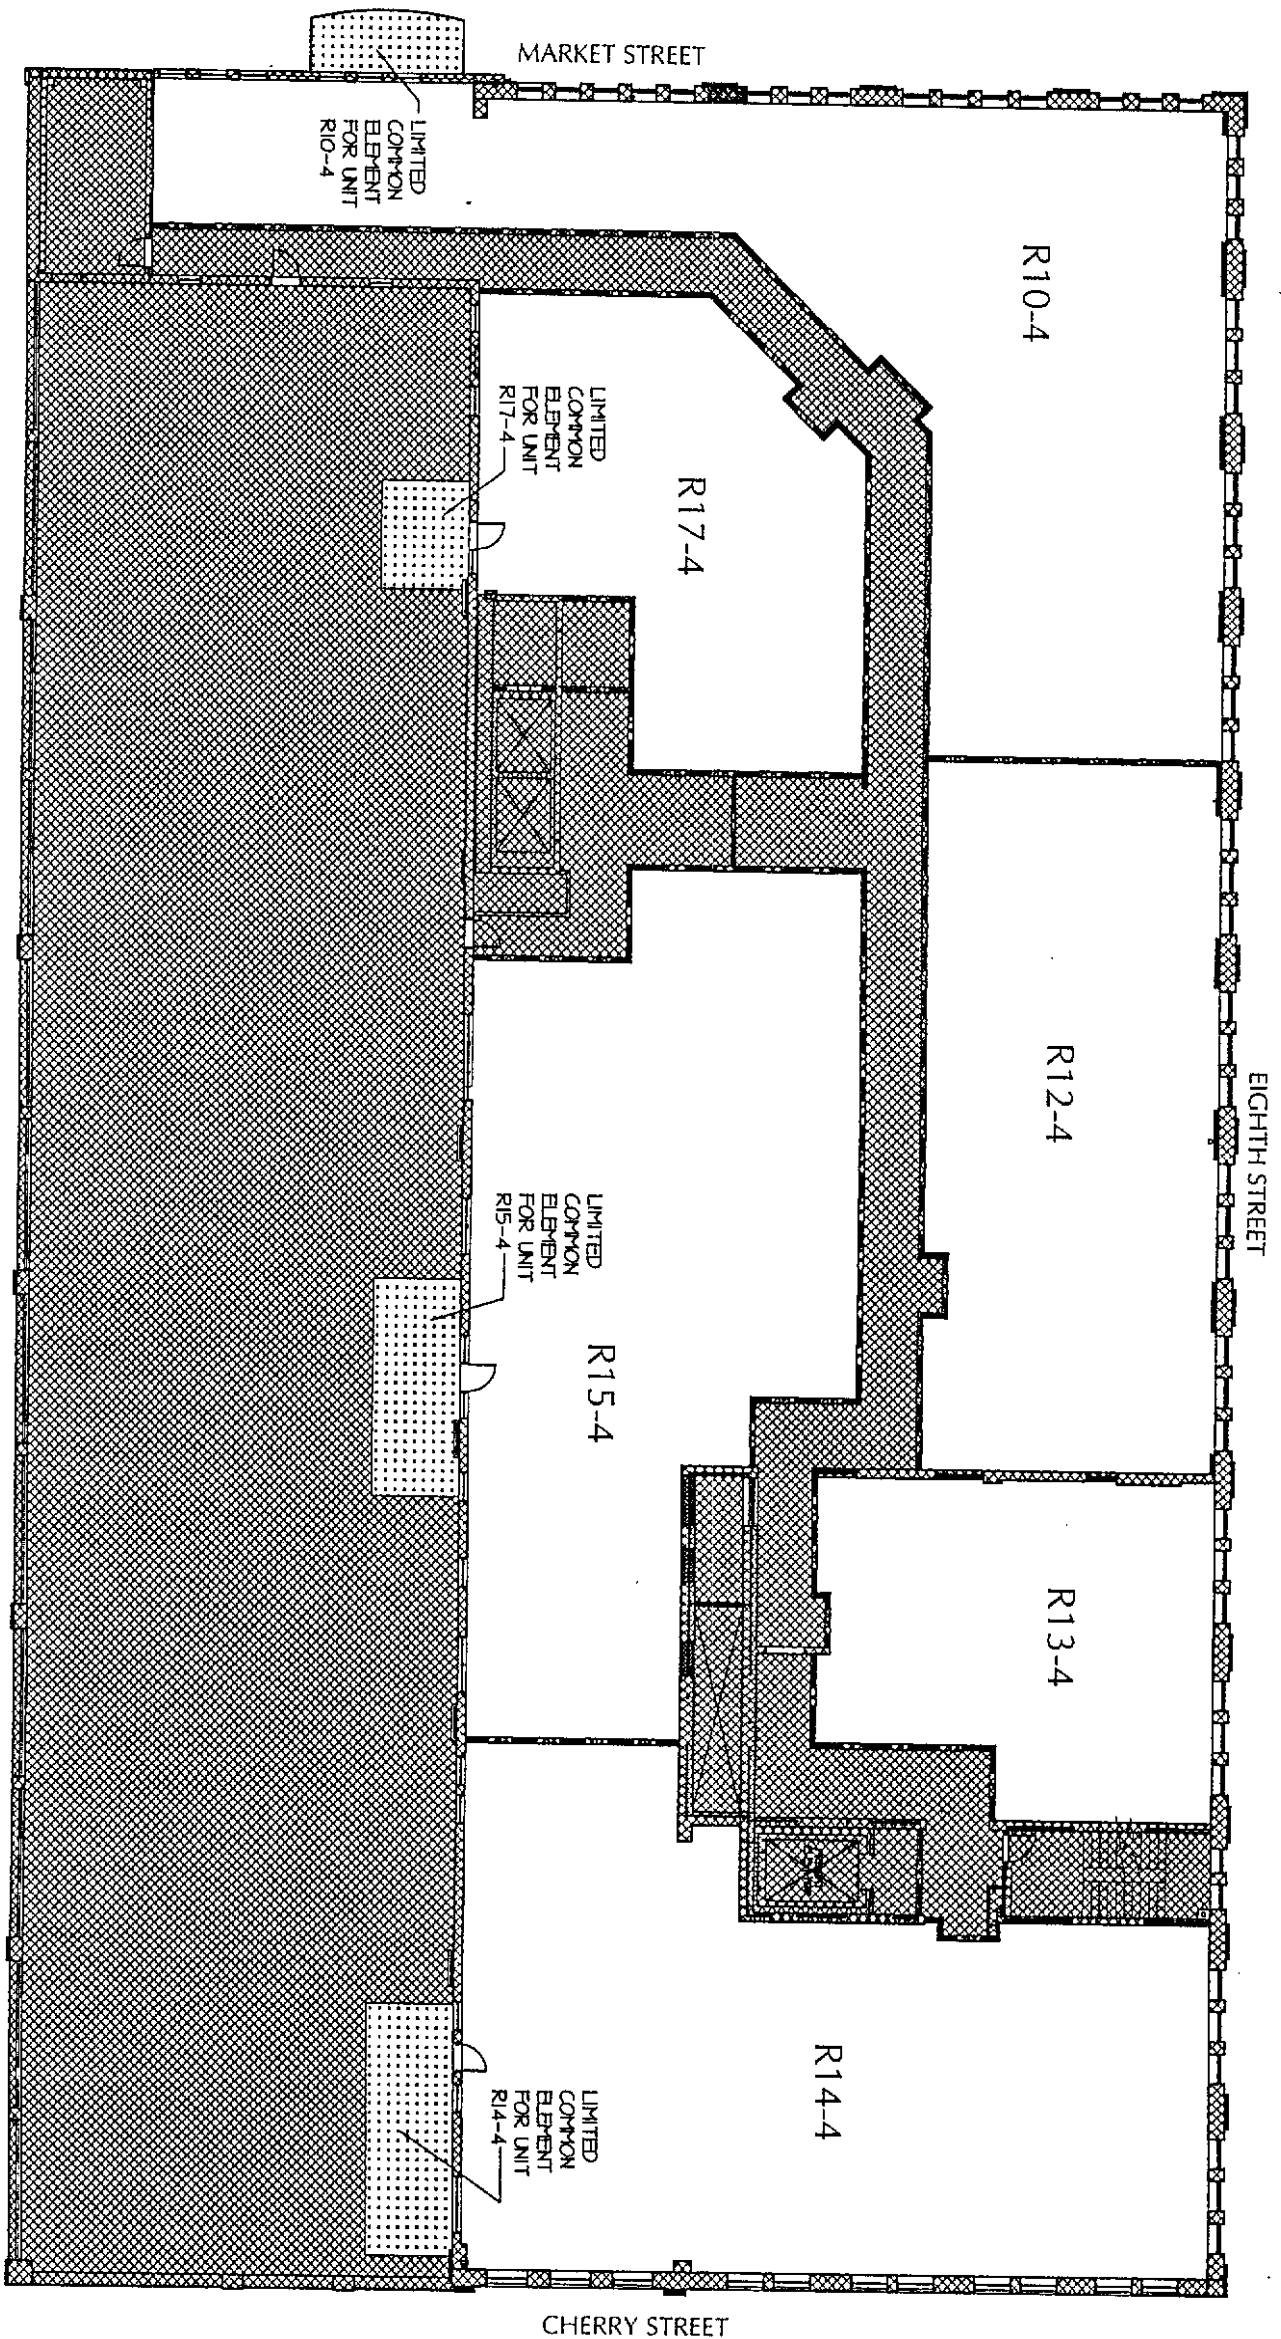 MARKET STREET
LIMITED
COMMON
ELEMENT
FOR UNIT
R10-4
R10-4
LIMITED
COMMON
ELEMENT
FOR UNIT
R17-4
R17-4
EIGHTH STREET
R12-4
LIMITED
COMMON
ELEMENT
FOR UNIT
R15-4
R15-4
R13-4
R14-4
LIMITED
COMMON
ELEMENT
FOR UNIT
R14-4
CHERRY STREET